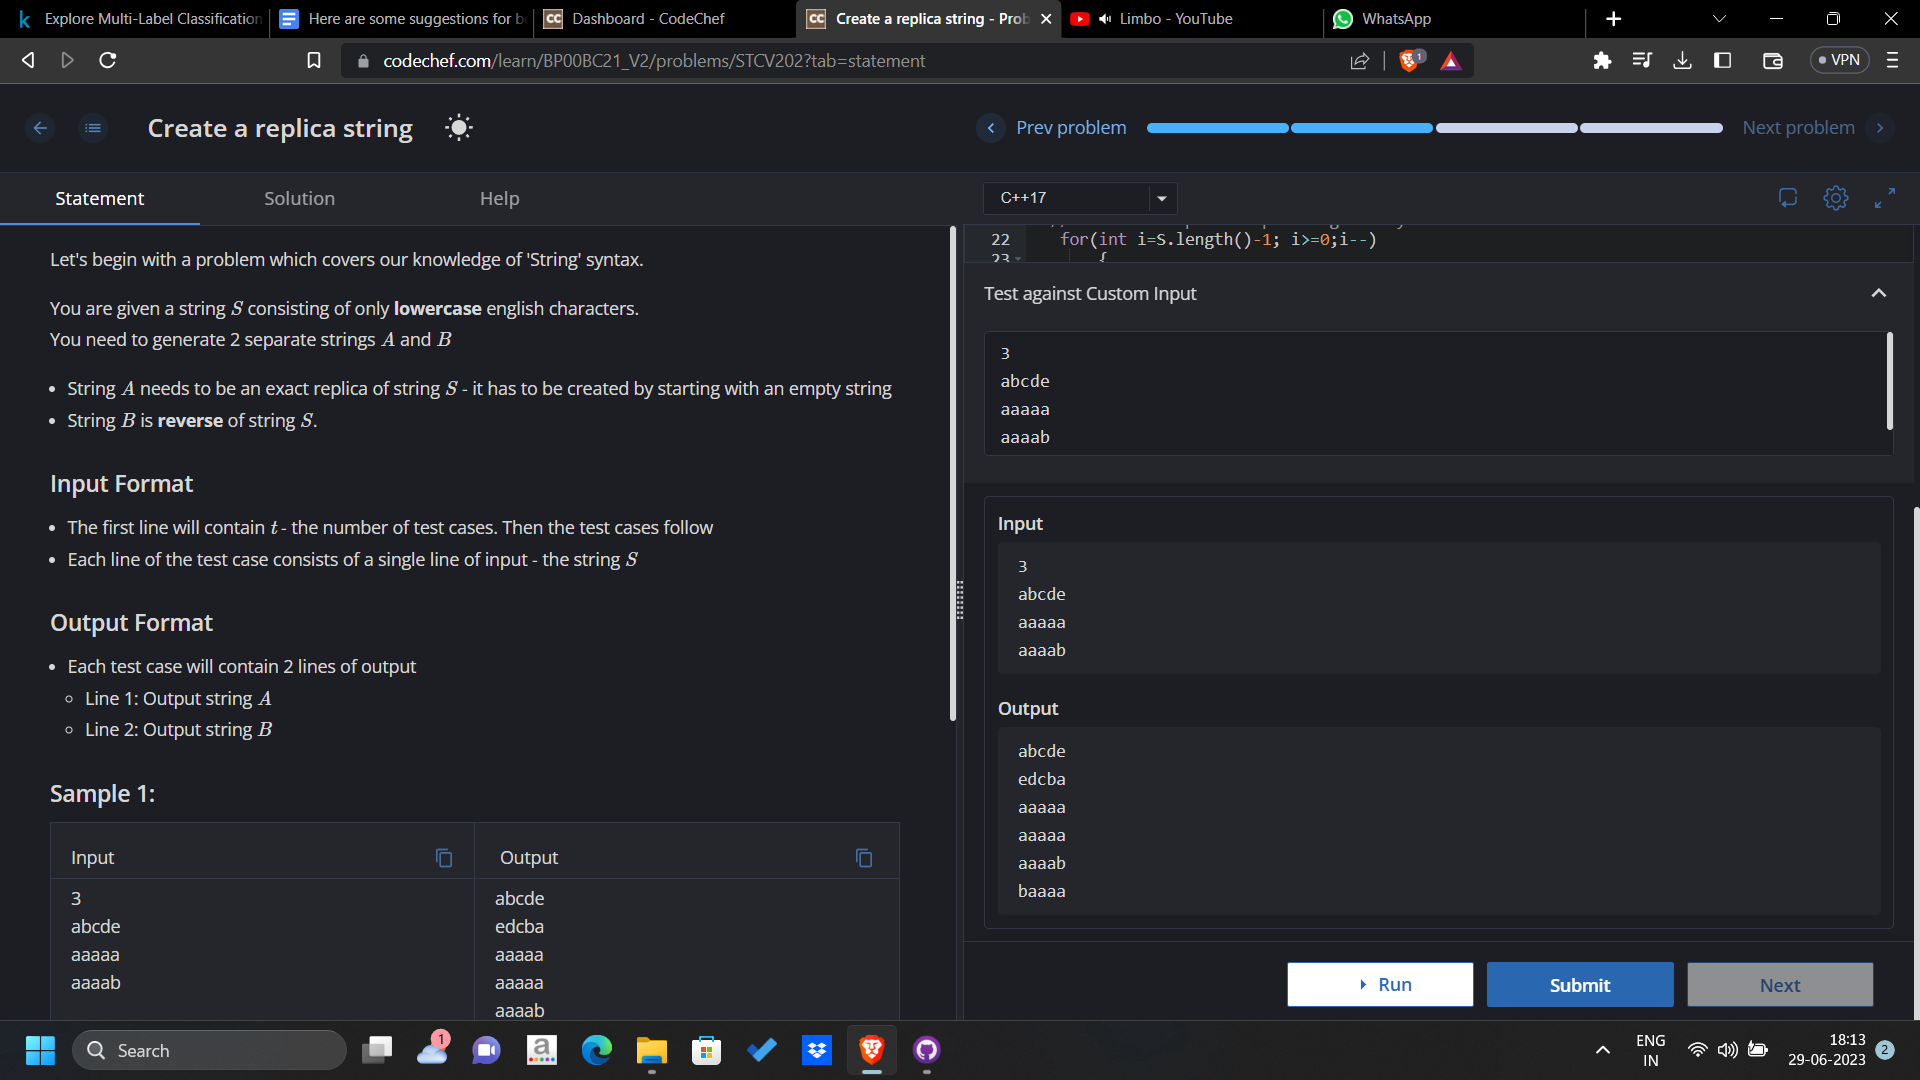 Explore Multi-Label Classification
Here are some suggestions for b
Dashboard - CodeChef
Create a replica string - Prob
Limbo - YouTube
WhatsApp
codechef.com/learn/BP00BC21_V2/problems/STCV202?tab=statement
1
VPN
Create a replica string
Prev problem
Next problem
Statement
Solution
Help
C++17
Let's begin with a problem which covers our knowledge of 'String' syntax.
You are given a string S consisting of only lowercase english characters.
You need to generate 2 separate strings A and B
• String A needs to be an exact replica of string S - it has to be created by starting with an empty string
• String B is reverse of string S.
Input Format
• The first line will contain t - the number of test cases. Then the test cases follow
• Each line of the test case consists of a single line of input - the string S
Output Format
• Each test case will contain 2 lines of output
◦ Line 1: Output string A
◦ Line 2: Output string B
Sample 1:
Input
Output
3
abcde
aaaaa
aaaab
abcde
edcba
aaaaa
aaaaa
aaaab
22 for(int i=S.length()-1; i>=0;i--)
23 {
Test against Custom Input
3
abcde
aaaaa
aaaab
Input
3
abcde
aaaaa
aaaab
Output
abcde
edcba
aaaaa
aaaaa
aaaab
baaaa
Run
Submit
Next
Search
1
a
ENG
IN
18:13
29-06-2023
2